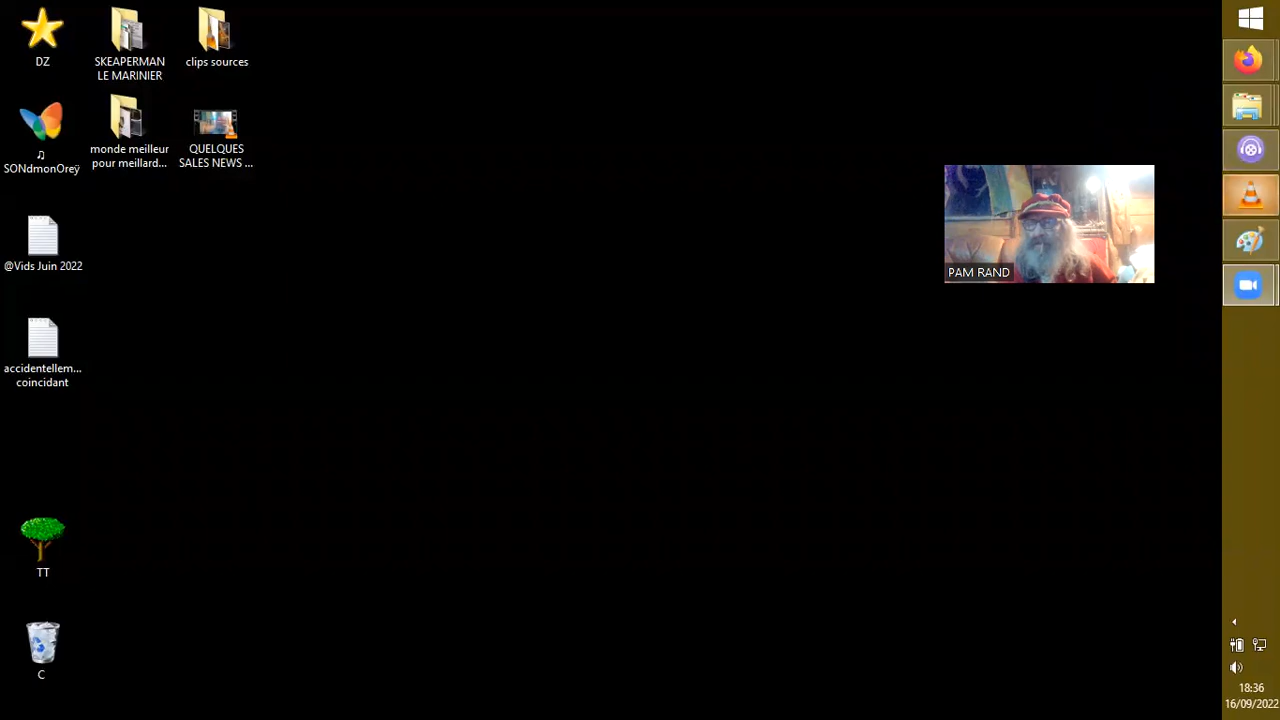 DZ
SKEAPERMAN
LE MARINIER
clips sources
♫
SONdmonOreÿ
monde meilleur
pour meillard...
QUELQUES
SALES NEWS ...
@Vids Juin 2022
accidentellem...
coincidant
TT
C
PAM RAND
18:36
16/09/2022